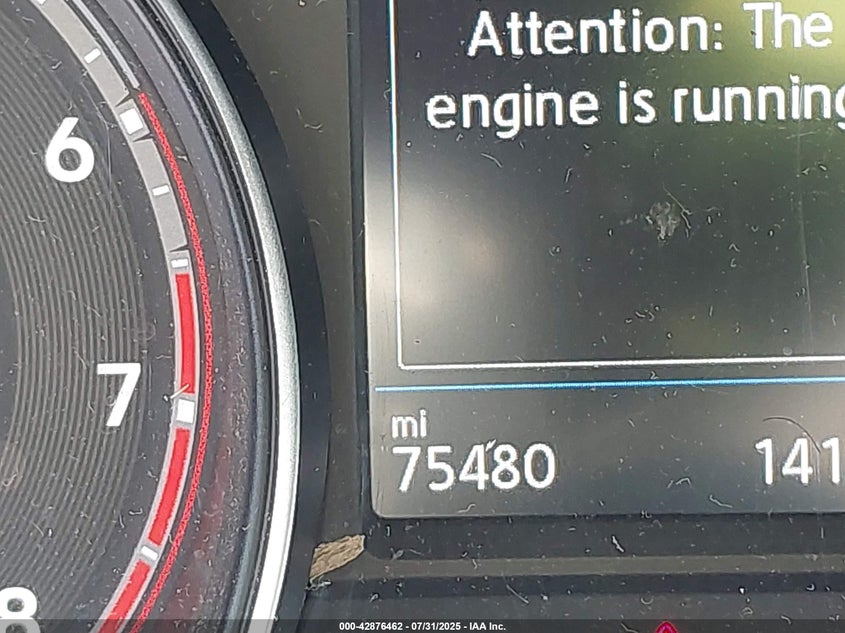 Attention: The
engine is running
6
7
8
mi
75480
141
000-42876462 - 07/31/2025 - IAA Inc.